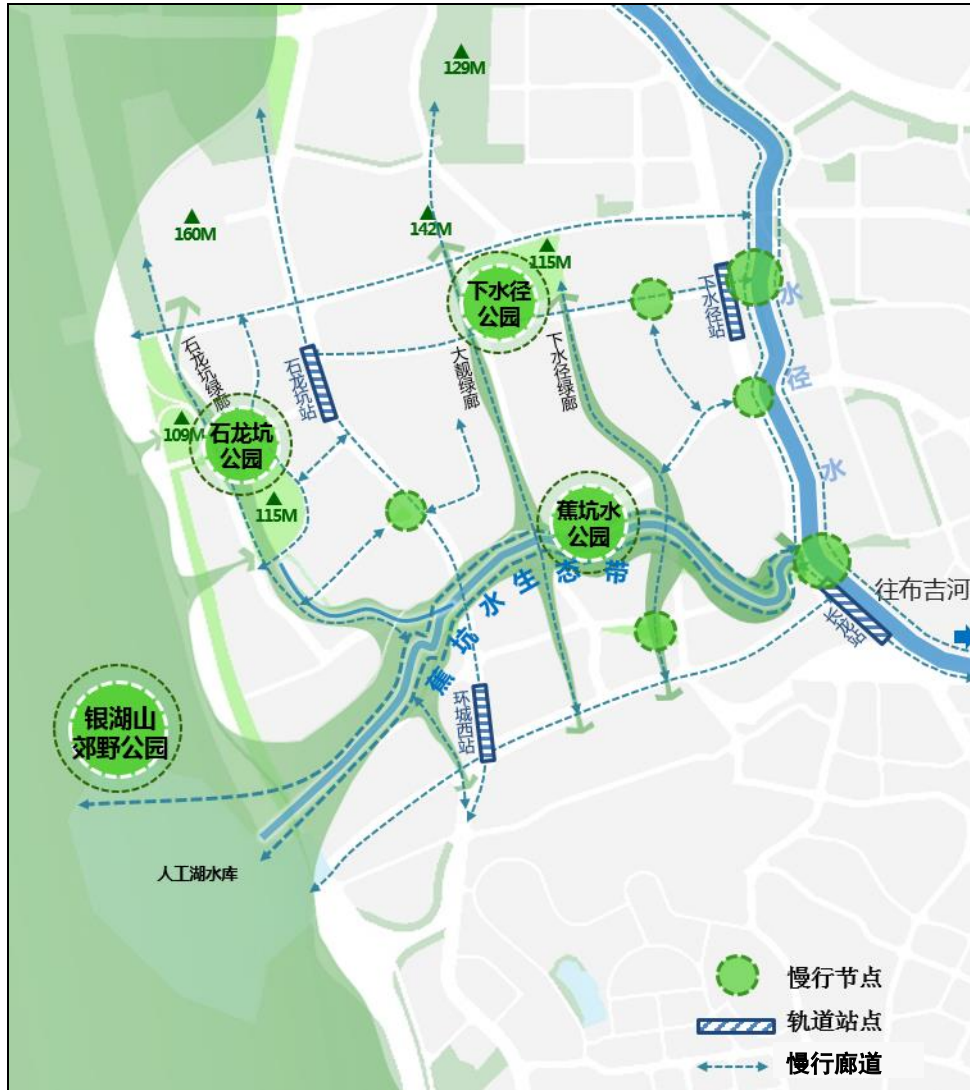 129M
160M
142M
115M
下水径
公园
下水径站
水径水
石龙坑绿廊
石龙坑站
大靓绿廊
下水径绿廊
109M
石龙坑
公园
115M
蕉坑水
公园
蕉坑水生态带
往布吉河
长龙站
环城西站
银湖山
郊野公园
人工湖水库
慢行节点
轨道站点
慢行廊道